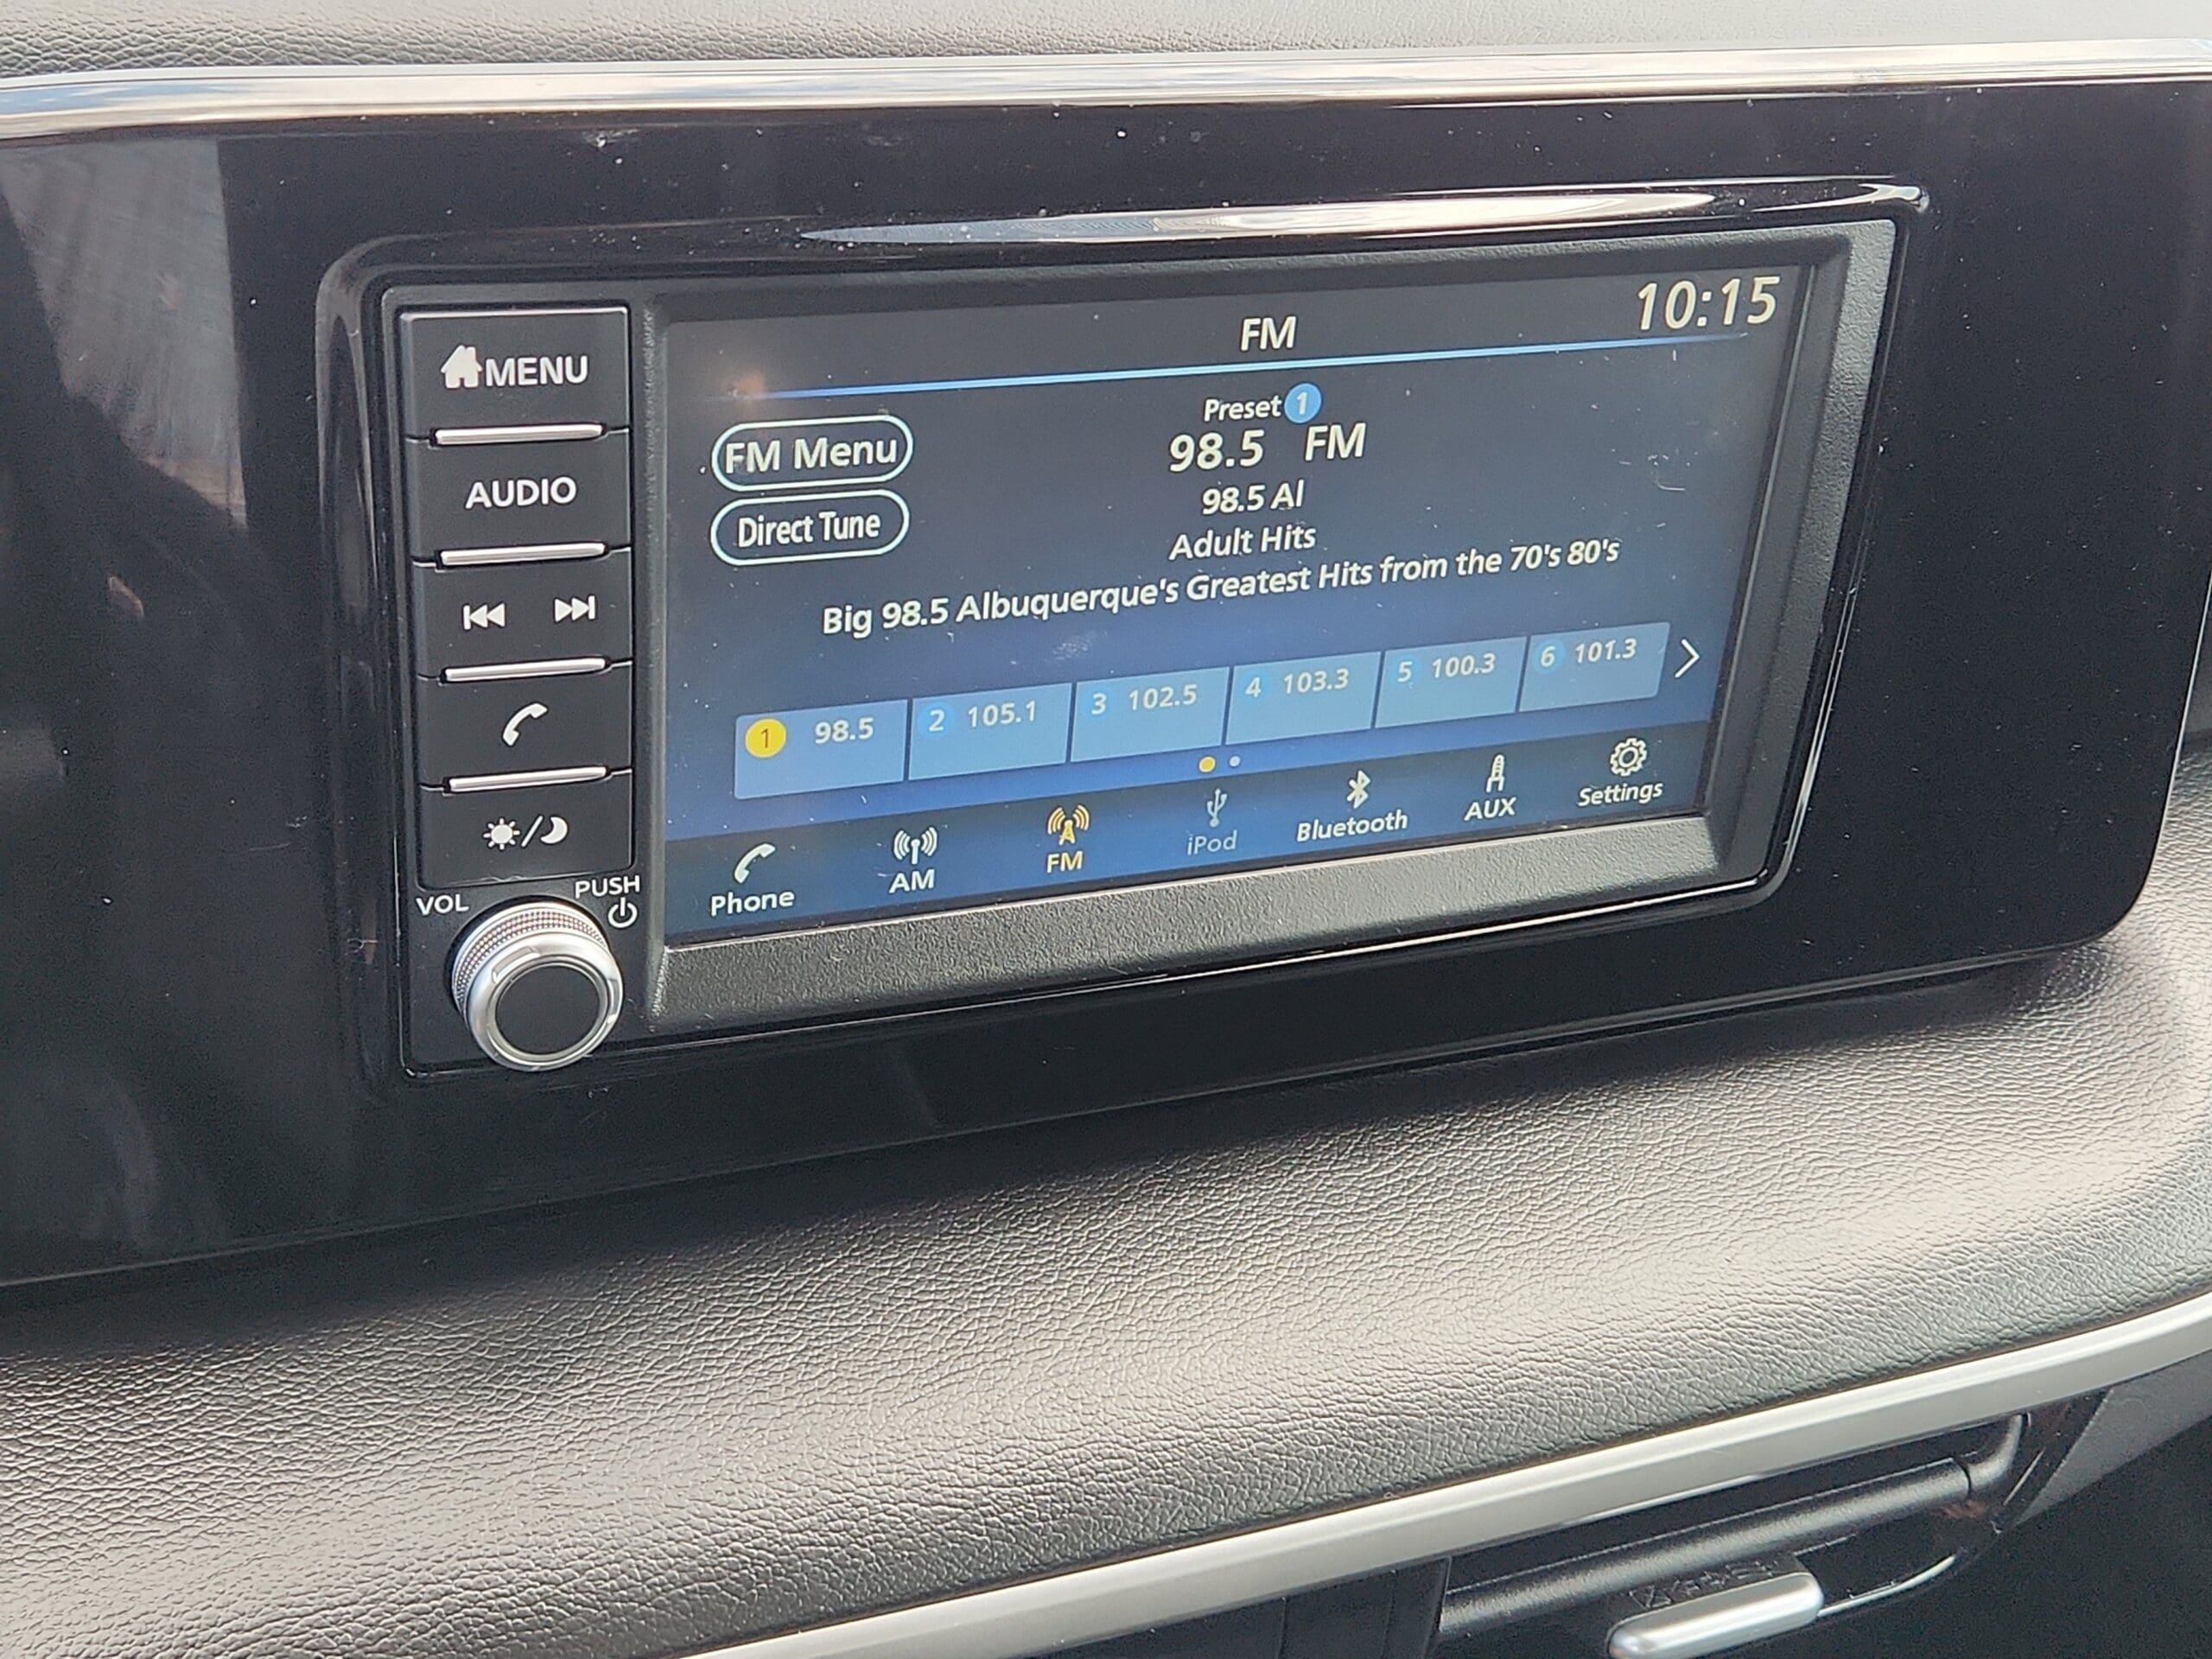 MENU
AUDIO
VOL
PUSH
FM
10:15
FM Menu
Direct Tune
Preset 1
98.5 FM
98.5 Al
Adult Hits
Big 98.5 Albuquerque's Greatest Hits from the 70's 80's
1 98.5 2 105.1 3 102.5 4 103.3 5 100.3 6 101.3
Phone AM FM iPod Bluetooth AUX Settings